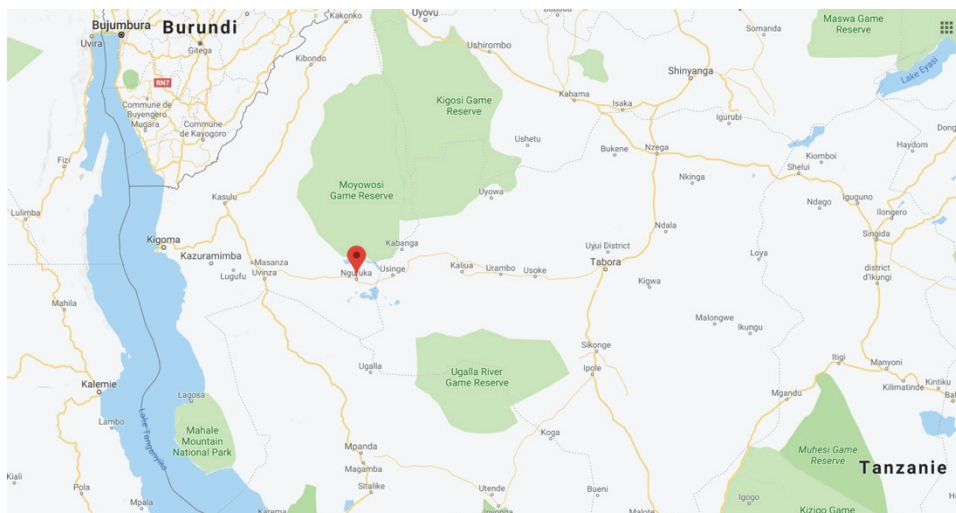 Bujumbura
Burundi
Kakonko
Uyovu
Maswa Game
Reserve
Uvira
Gitega
Ushirombo
Somanda
Kibondo
Shinyanga
Lake Eyasi
RN7
Kahama
Commune de
Buyengero
Mugara
Kigosi Game
Reserve
Isaka
Igurubi
Commune
de Kayogoro
Ushetu
Dong
Fizi
Bukene
Nzega
Kiomboi
Haydom
Shelui
Moyowosi
Game Reserve
Nkinga
Kasulu
Uyowa
Iguguno
Ndago
Lulimba
Ilongero
Ndala
Singida
Kigoma
Kabanga
Ujui District
Kazuramimba
Masanza
Loya
Lugufu
Uvinza
Nguruka
Usinge
Kaliua
Urambo
Usoke
Tabora
district
d'Ikungi
Kigwa
Mahila
Malongwe
Ikungu
Sikonge
Itigi
Manyoni
Ugalla
Ugalla River
Game Reserve
Ipole
Kilimatinde
Kintiku
Kalemie
Lagosa
Mgandu
Lake Tanganyika
Lambo
Mahale
Mountain
National Park
Koga
Mpanda
Muhesi Game
Reserve
Magamba
Tanzanie
Kiali
Pola
Sitalike
Utende
Bueni
Igogo
Mpala
Karema
Malote
Kizigo Game